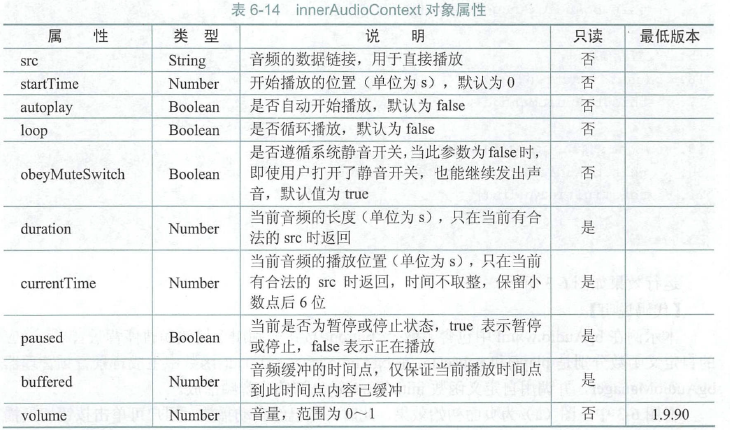 表 6-14 innerAudioContext 对象属性
属 性 类 型 说 明 只读 最低版本
src String 音频的数据链接，用于直接播放 否
startTime Number 开始播放的位置（单位为 s），默认为 0 否
autoplay Boolean 是否自动开始播放，默认为 false 否
loop Boolean 是否循环播放，默认为 false 否
是否遵循系统静音开关，当此参数为 false 时，
obeyMuteSwitch Boolean 即使用户打开了静音开关，也能继续发出声 否
音，默认值为 true
duration Number 当前音频的长度（单位为 s），只在当前有合 是
法的 src 时返回
当前音频的播放位置（单位为 s），只在当前
currentTime Number 有合法的 src 时返回，时间不取整，保留小 是
数点后 6 位
paused Boolean 当前是否为暂停或停止状态，true 表示暂停 是
或停止，false 表示正在播放
buffered Number 音频缓冲的时间点，仅保证当前播放时间点 是
到此时间点内容已缓冲
volume Number 音量，范围为 0～1 否 1.9.90